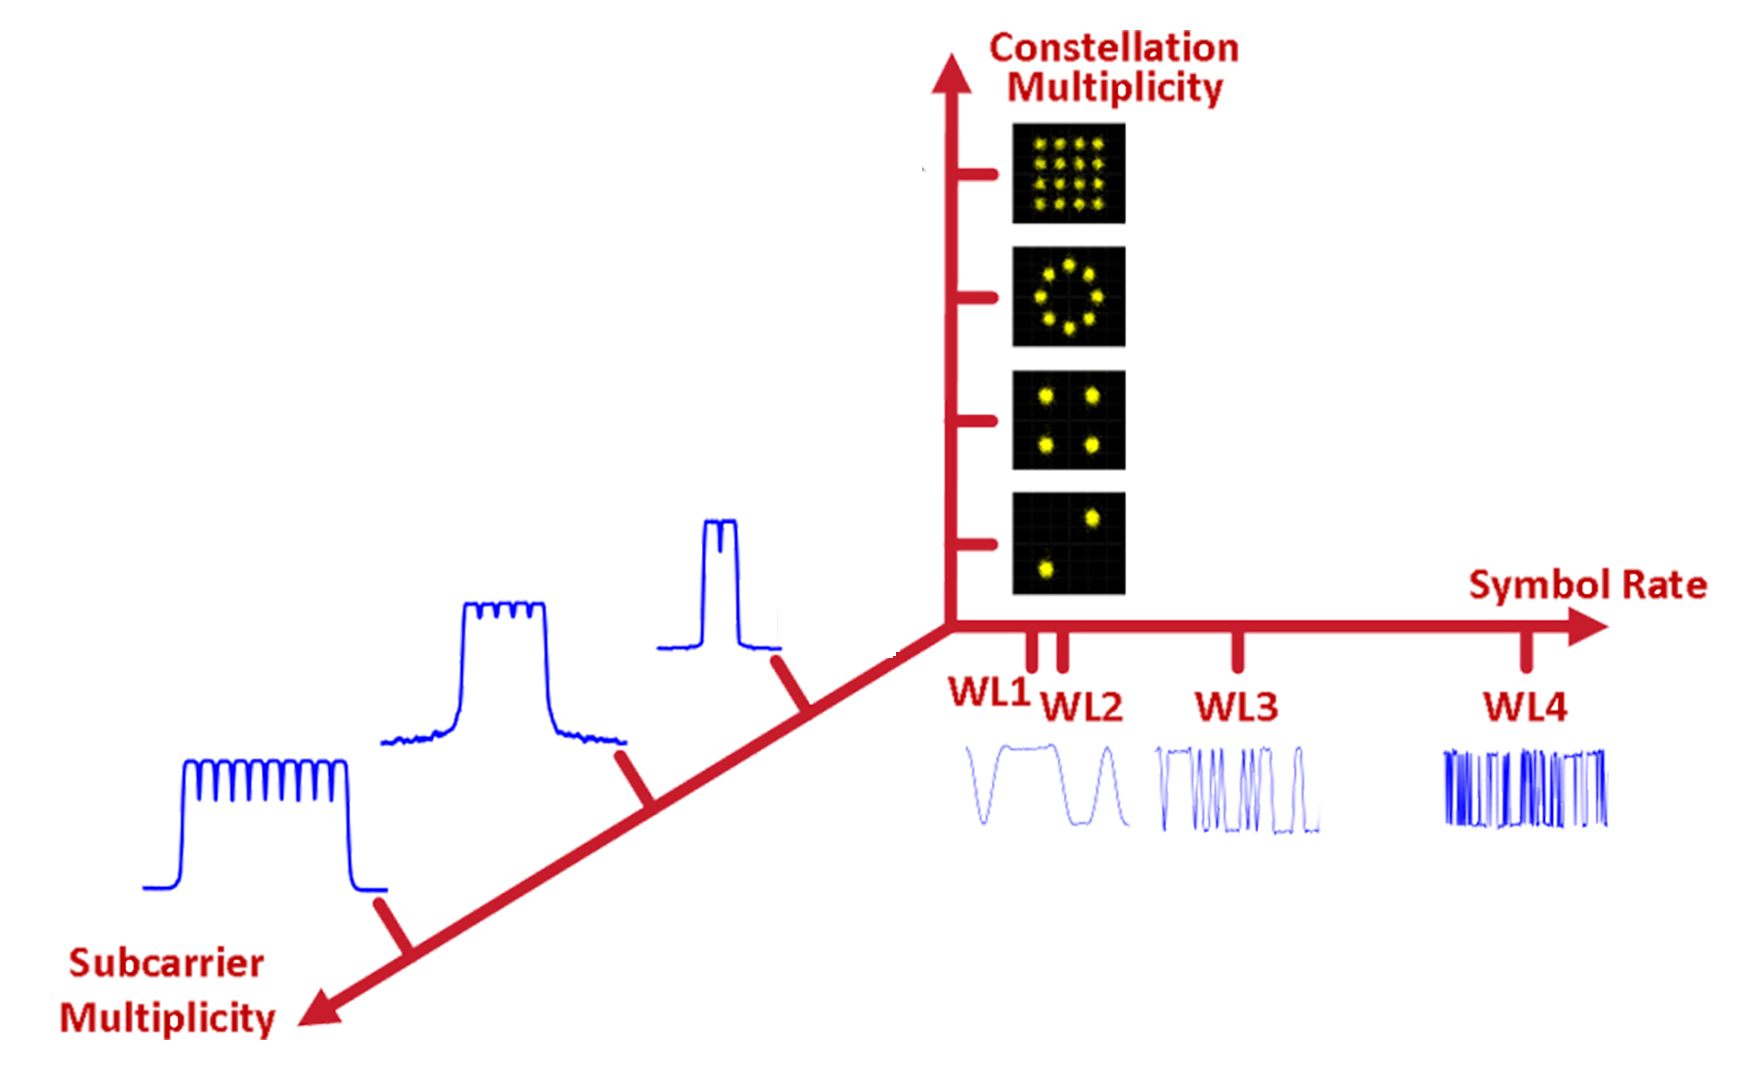 Constellation
Multiplicity
Symbol Rate
WL1 WL2 WL3 WL4
Subcarrier
Multiplicity